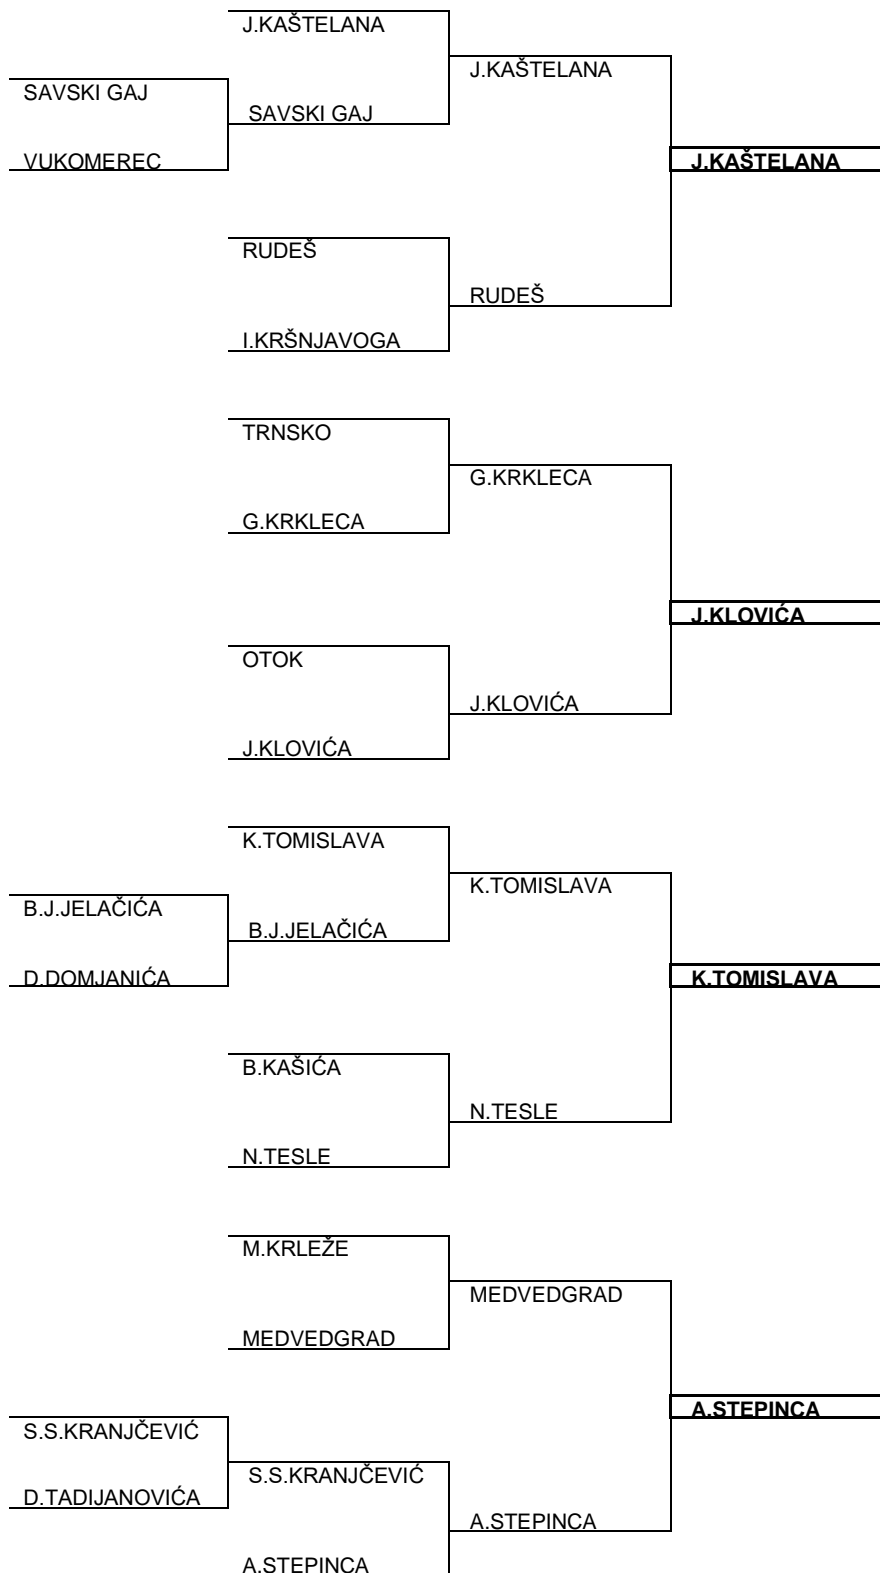 J.KAŠTELANA
J.KAŠTELANA
SAVSKI GAJ
SAVSKI GAJ
VUKOMEREC
J.KAŠTELANA
RUDEŠ
RUDEŠ
I.KRŠNJAVOGA
TRNSKO
G.KRKLECA
G.KRKLECA
J.KLOVIĆA
OTOK
J.KLOVIĆA
J.KLOVIĆA
K.TOMISLAVA
K.TOMISLAVA
B.J.JELAČIĆA
B.J.JELAČIĆA
D.DOMJANIĆA
K.TOMISLAVA
B.KAŠIĆA
N.TESLE
N.TESLE
M.KRLEŽE
MEDVEDGRAD
MEDVEDGRAD
A.STEPINCA
S.S.KRANJČEVIĆ
S.S.KRANJČEVIĆ
D.TADIJANOVIĆA
A.STEPINCA
A.STEPINCA